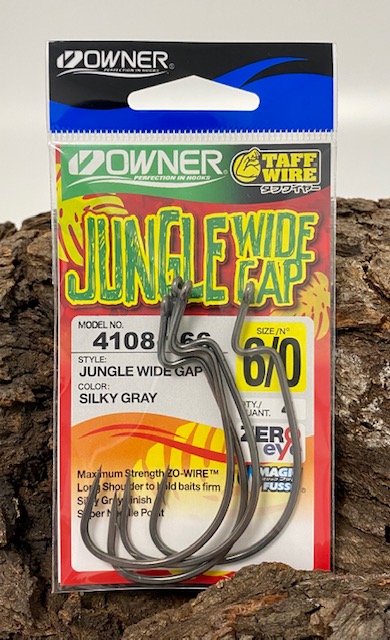 OWNER
PERFECTION IN HOOKS
OWNER
PERFECTION IN HOOKS
TAFF WIRE
タフワイヤー
JUNGLE WIDE GAP
MODEL NO.
4108
STYLE:
JUNGLE WIDE GAP
COLOR:
SILKY GRAY
SIZE/N°
6/0
QTY./
QUANT.
ZERO eye
Maximum Strength ZO-WIRE™
Long Shoulder to hold baits firm
Silky Gray Finish
Super Needle Point